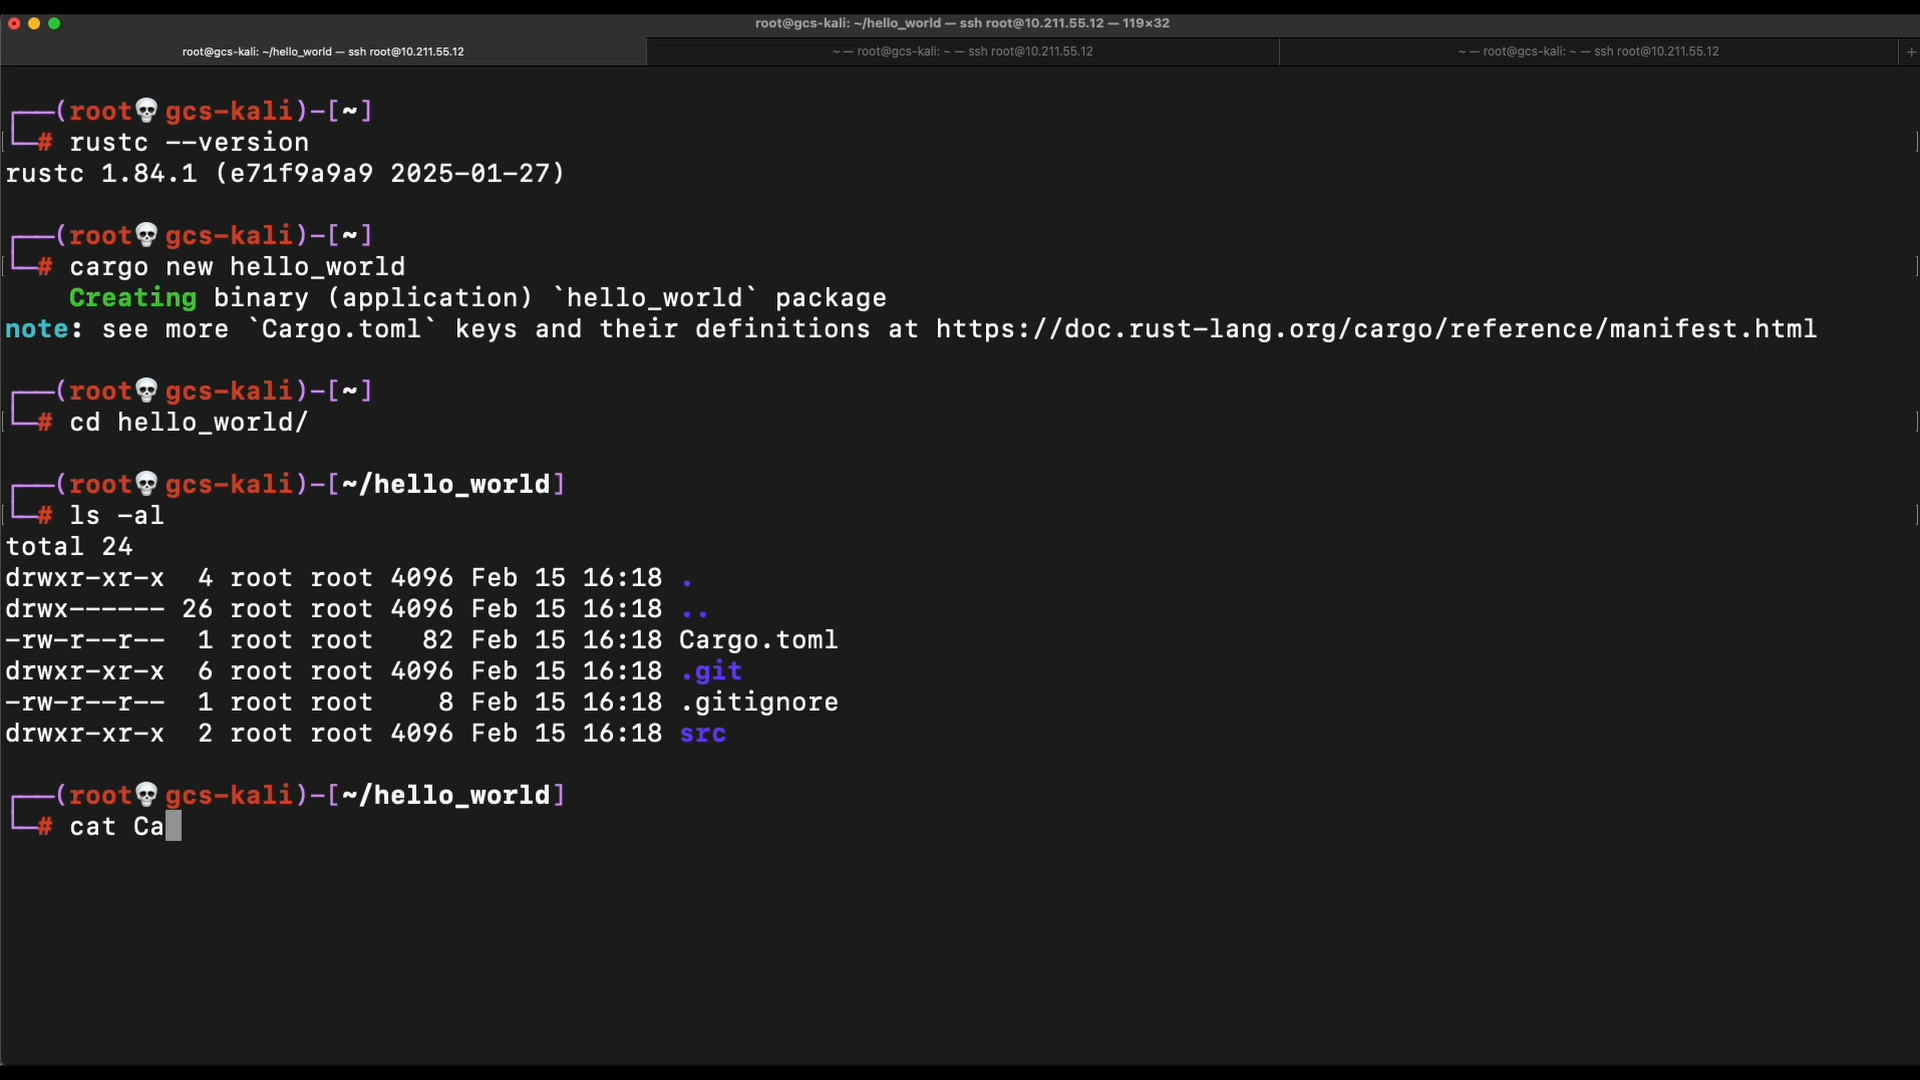 root@gcs-kali: ~/hello_world — ssh root@10.211.55.12 — 119×32
root@gcs-kali: ~/hello_world — ssh root@10.211.55.12
~ — root@gcs-kali: ~ — ssh root@10.211.55.12
~ — root@gcs-kali: ~ — ssh root@10.211.55.12
+
┌──(root💀gcs-kali)-[~]
└─# rustc --version
rustc 1.84.1 (e71f9a9a9 2025-01-27)
┌──(root💀gcs-kali)-[~]
└─# cargo new hello_world
    Creating binary (application) `hello_world` package
note: see more `Cargo.toml` keys and their definitions at https://doc.rust-lang.org/cargo/reference/manifest.html
┌──(root💀gcs-kali)-[~]
└─# cd hello_world/
┌──(root💀gcs-kali)-[~/hello_world]
└─# ls -al
total 24
drwxr-xr-x  4 root root 4096 Feb 15 16:18 .
drwx------ 26 root root 4096 Feb 15 16:18 ..
-rw-r--r--  1 root root   82 Feb 15 16:18 Cargo.toml
drwxr-xr-x  6 root root 4096 Feb 15 16:18 .git
-rw-r--r--  1 root root    8 Feb 15 16:18 .gitignore
drwxr-xr-x  2 root root 4096 Feb 15 16:18 src
┌──(root💀gcs-kali)-[~/hello_world]
└─# cat Ca